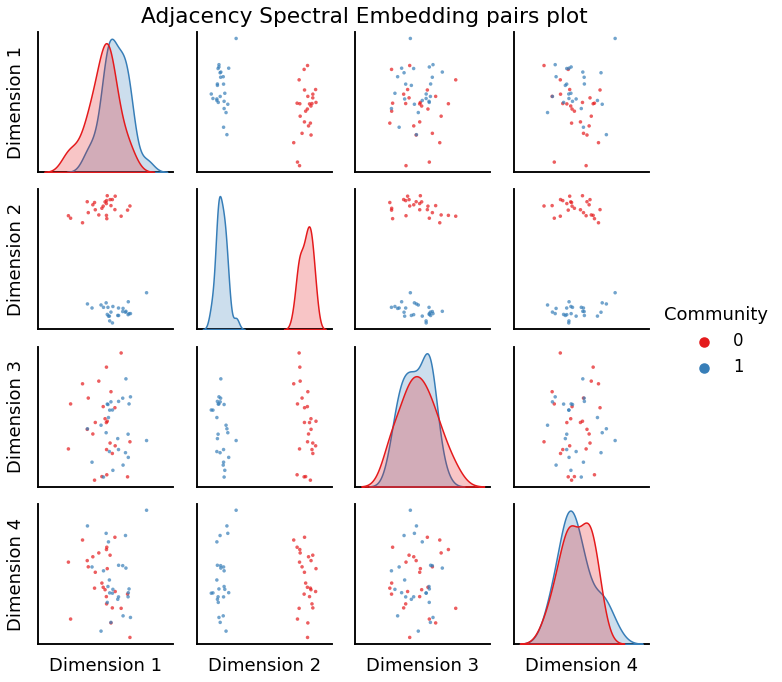 Adjacency Spectral Embedding pairs plot
Dimension 1
Dimension 2
Dimension 3
Dimension 4
Community
0
1
Dimension 1
Dimension 2
Dimension 3
Dimension 4